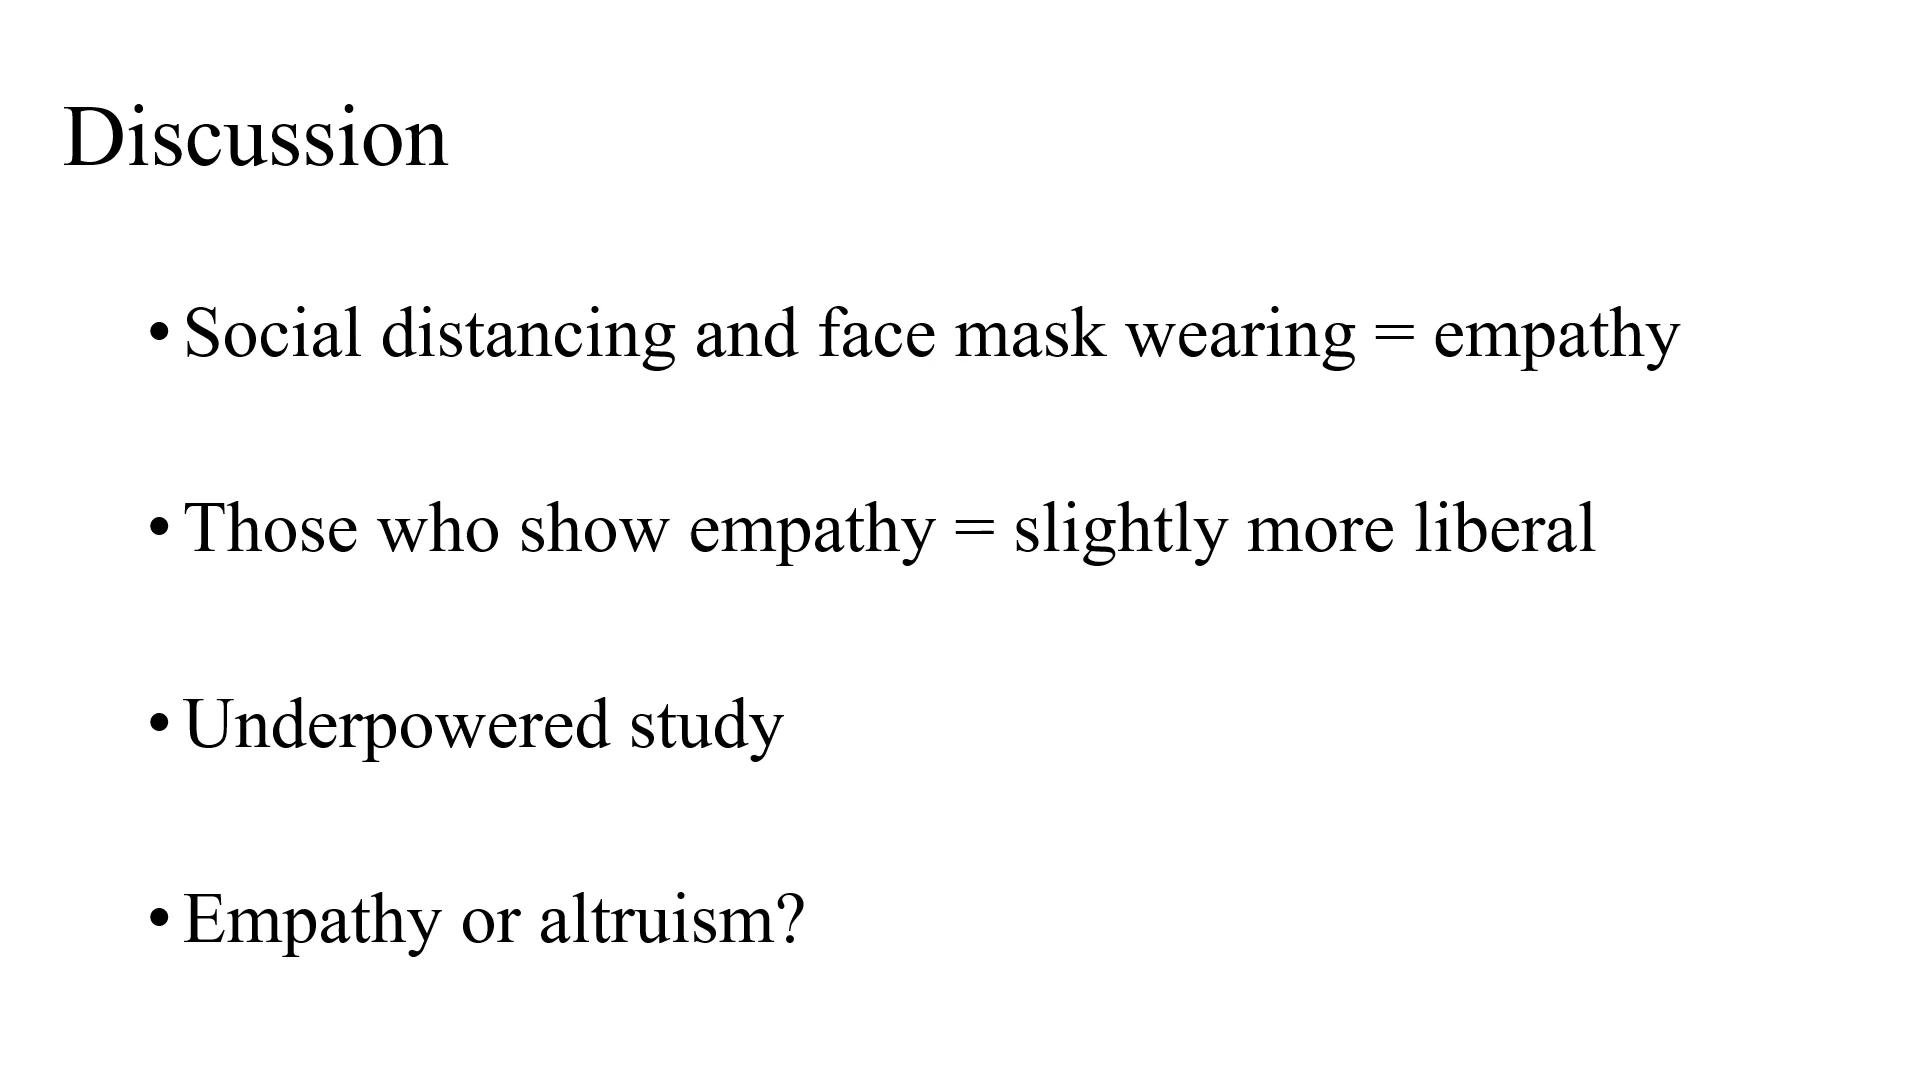 Discussion
• Social distancing and face mask wearing = empathy
• Those who show empathy = slightly more liberal
• Underpowered study
• Empathy or altruism?